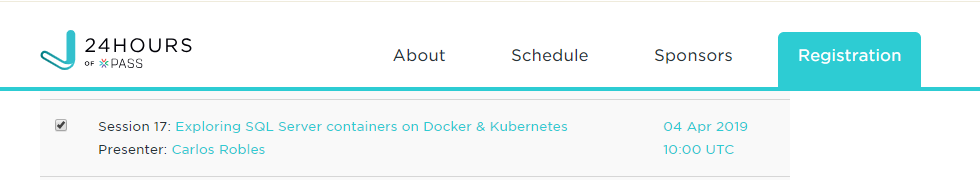 24HOURS
OF PASS
About
Schedule
Sponsors
Registration
Session 17: Exploring SQL Server containers on Docker & Kubernetes
04 Apr 2019
Presenter: Carlos Robles
10:00 UTC